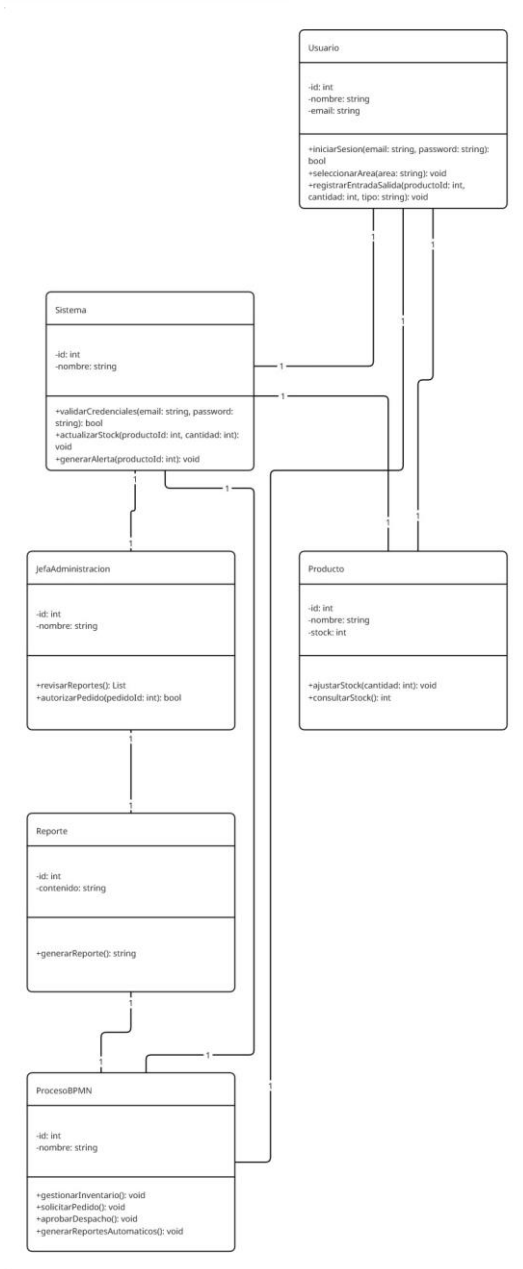 Usuario
-id: int
-nombre: string
-email: string
+iniciarSesion(email: string, password: string):
bool
+seleccionarArea(area: string): void
+registrarEntradaSalida(productoId: int,
cantidad: int, tipo: string): void
1
1
1
Sistema
-id: int
-nombre: string
+validarCredenciales(email: string, password:
string): bool
+actualizarStock(productoId: int, cantidad: int):
void
+generarAlerta(productoId: int): void
1
1
1
1
1
1
1
JefaAdministracion
-id: int
-nombre: string
+revisarReportes(): List
+autorizarPedido(pedidoId: int): bool
Producto
-id: int
-nombre: string
-stock: int
+ajustarStock(cantidad: int): void
+consultarStock(): int
1
1
Reporte
-id: int
-contenido: string
+generarReporte(): string
1
1
1
1
ProcesoBPMN
-id: int
-nombre: string
+gestionarInventario(): void
+solicitarPedido(): void
+aprobarDespacho(): void
+generarReportesAutomaticos(): void